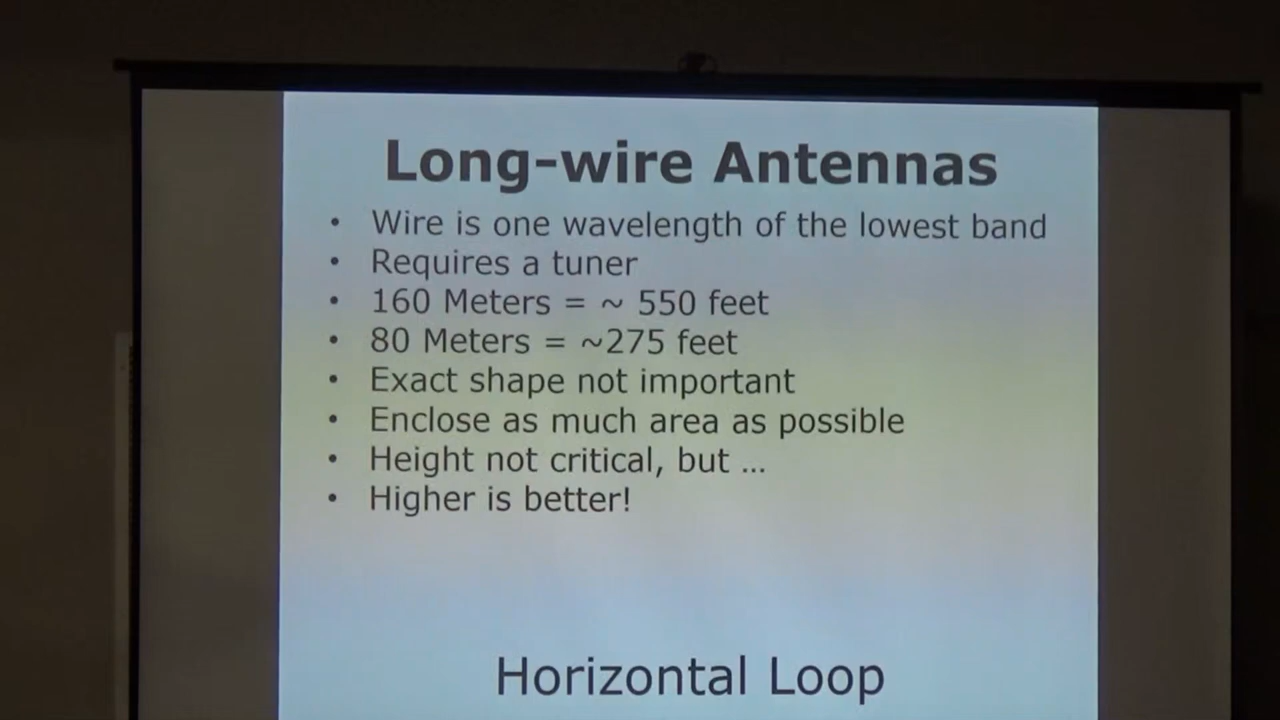 Long-wire Antennas
• Wire is one wavelength of the lowest band
• Requires a tuner
• 160 Meters = ~ 550 feet
• 80 Meters = ~275 feet
• Exact shape not important
• Enclose as much area as possible
• Height not critical, but ...
• Higher is better!
Horizontal Loop